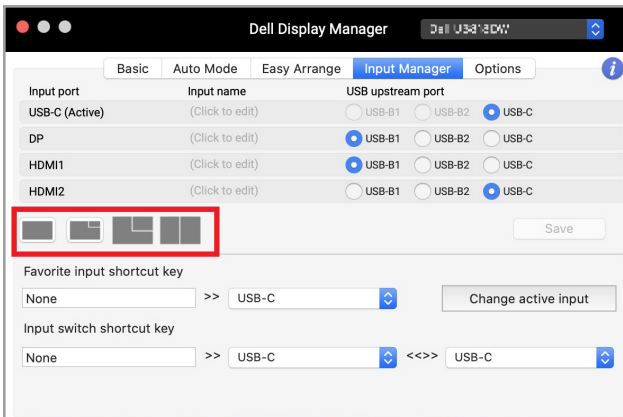 Dell Display Manager
Dell
Basic Auto Mode Easy Arrange Input Manager Options i
Input port Input name USB upstream port
USB-C (Active) (Click to edit) USB-B1 USB-B2 USB-C
DP (Click to edit) USB-B1 USB-B2 USB-C
HDMI1 (Click to edit) USB-B1 USB-B2 USB-C
HDMI2 (Click to edit) USB-B1 USB-B2 USB-C
Save
Favorite input shortcut key
None >> USB-C Change active input
Input switch shortcut key
None >> USB-C <<>> USB-C